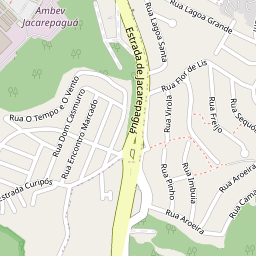 Ambev
Jacarepaguá
Rua Lagoa Grande
Rua Lagoa Santa
Estrada de Jacarepaguá
Rua Flor de Lis
Rua Virola
Rua Freijó
Rua O Tempo e O Vento
Rua Dom Casmurro
Rua Encontro Marcado
Estrada Curipós
Rua Pinho
Rua Imbuia
Rua Aroeira
Rua Aroeira